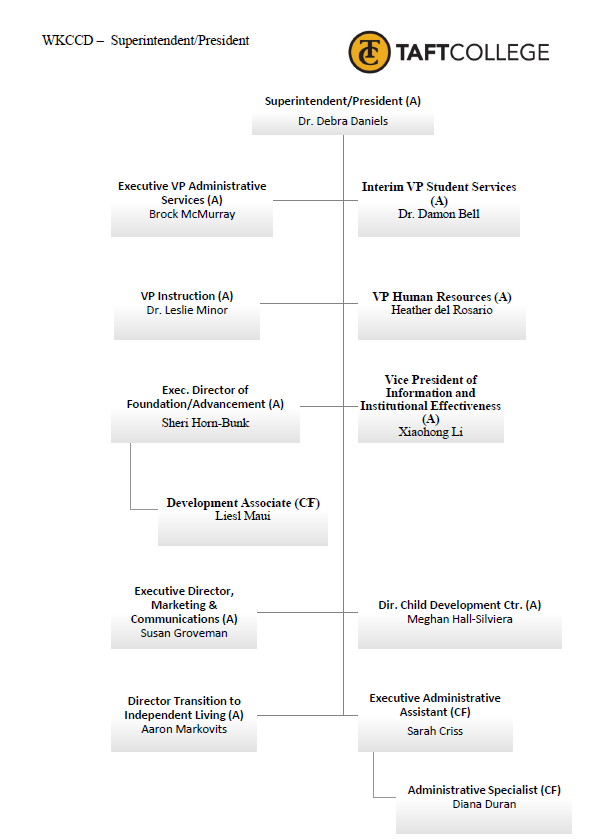 WKCCD – Superintendent/President
TC
TAFTCOLLEGE
Superintendent/President (A)
Dr. Debra Daniels
Executive VP Administrative
Services (A)
Brock McMurray
Interim VP Student Services
(A)
Dr. Damon Bell
VP Instruction (A)
Dr. Leslie Minor
VP Human Resources (A)
Heather del Rosario
Exec. Director of
Foundation/Advancement (A)
Sheri Horn-Bunk
Vice President of
Information and
Institutional Effectiveness
(A)
Xiaohong Li
Development Associate (CF)
Liesl Maui
Executive Director,
Marketing &
Communications (A)
Susan Groveman
Dir. Child Development Ctr. (A)
Meghan Hall-Silviera
Director Transition to
Independent Living (A)
Aaron Markovits
Executive Administrative
Assistant (CF)
Sarah Criss
Administrative Specialist (CF)
Diana Duran